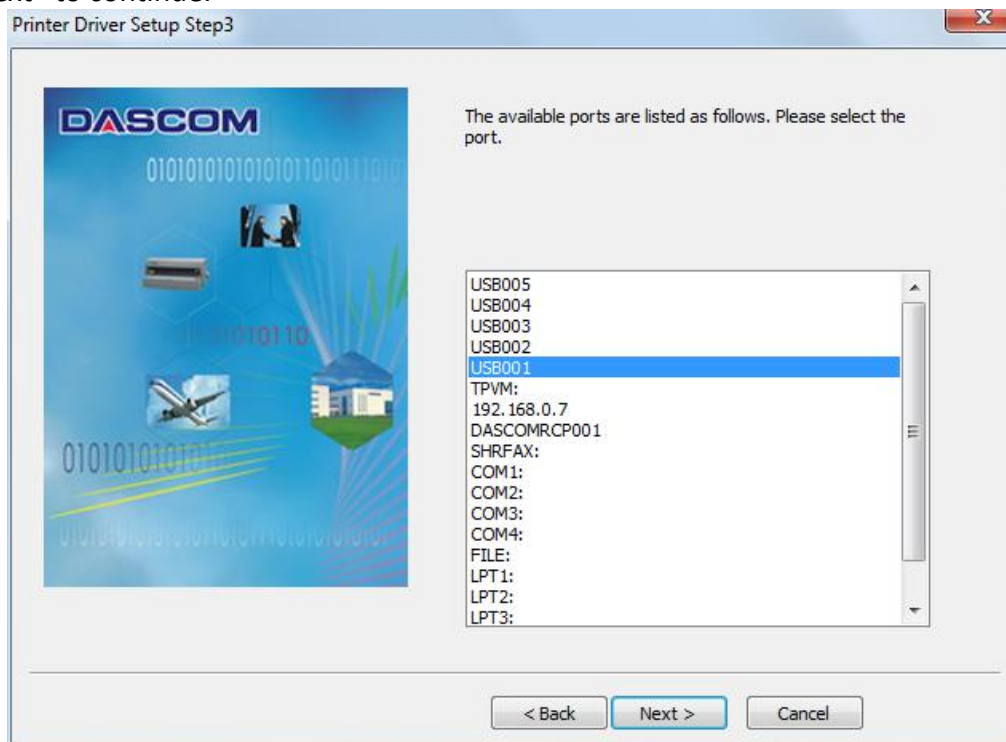 to continue.
Printer Driver Setup Step3
DASCOM
The available ports are listed as follows. Please select the
port.
USB005
USB004
USB003
USB002
USB001
TPVM:
192.168.0.7
DASCOMRCP001
SHRFAX:
COM1:
COM2:
COM3:
COM4:
FILE:
LPT1:
LPT2:
LPT3:
< Back
Next >
Cancel